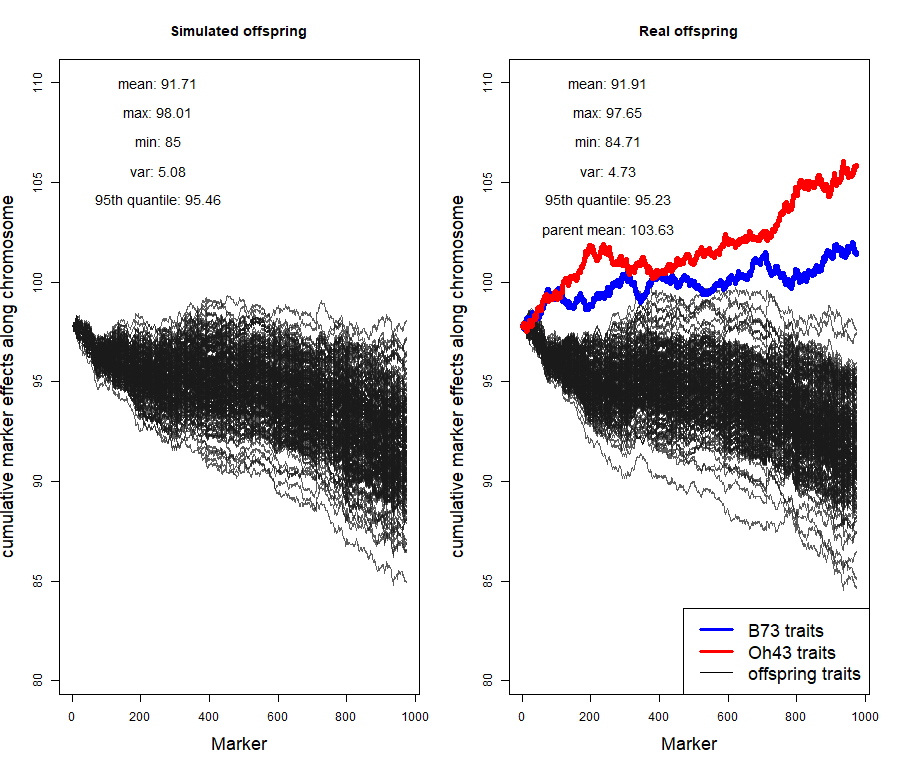 Simulated offspring
mean: 91.71
max: 98.01
min: 85
var: 5.08
95th quantile: 95.46
cumulative marker effects along chromosome
110
105
100
95
90
85
80
0 200 400 600 800 1000
Marker
Real offspring
mean: 91.91
max: 97.65
min: 84.71
var: 4.73
95th quantile: 95.23
parent mean: 103.63
cumulative marker effects along chromosome
110
105
100
95
90
85
80
B73 traits
Oh43 traits
offspring traits
0 200 400 600 800 1000
Marker